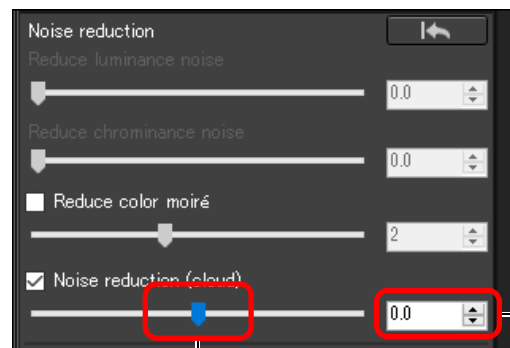 Noise reduction
Reduce luminance noise
0.0
Reduce chrominance noise
0.0
Reduce color moiré
2
Noise reduction (cloud)
0.0